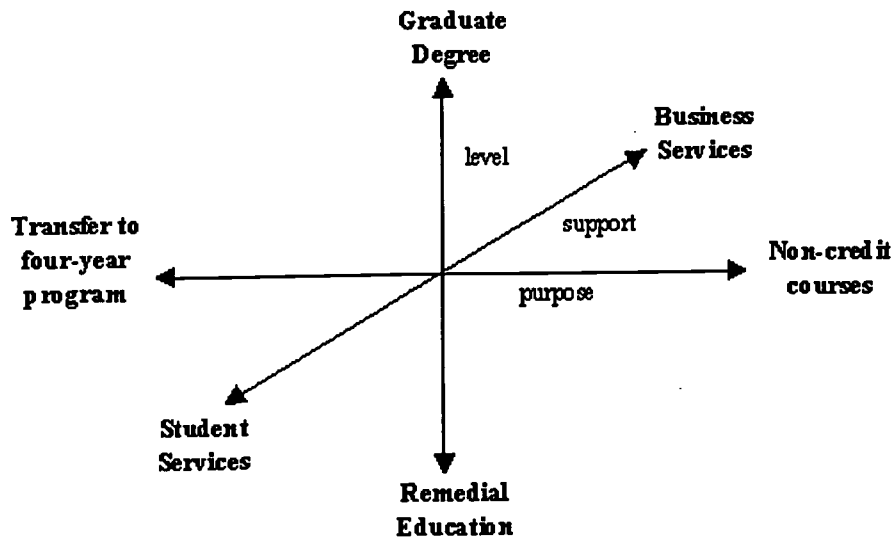 Graduate
Degree
Business
Services
level
support
Transfer to
four-year
program
Non-credit
courses
purpose
Student
Services
Remedial
Education